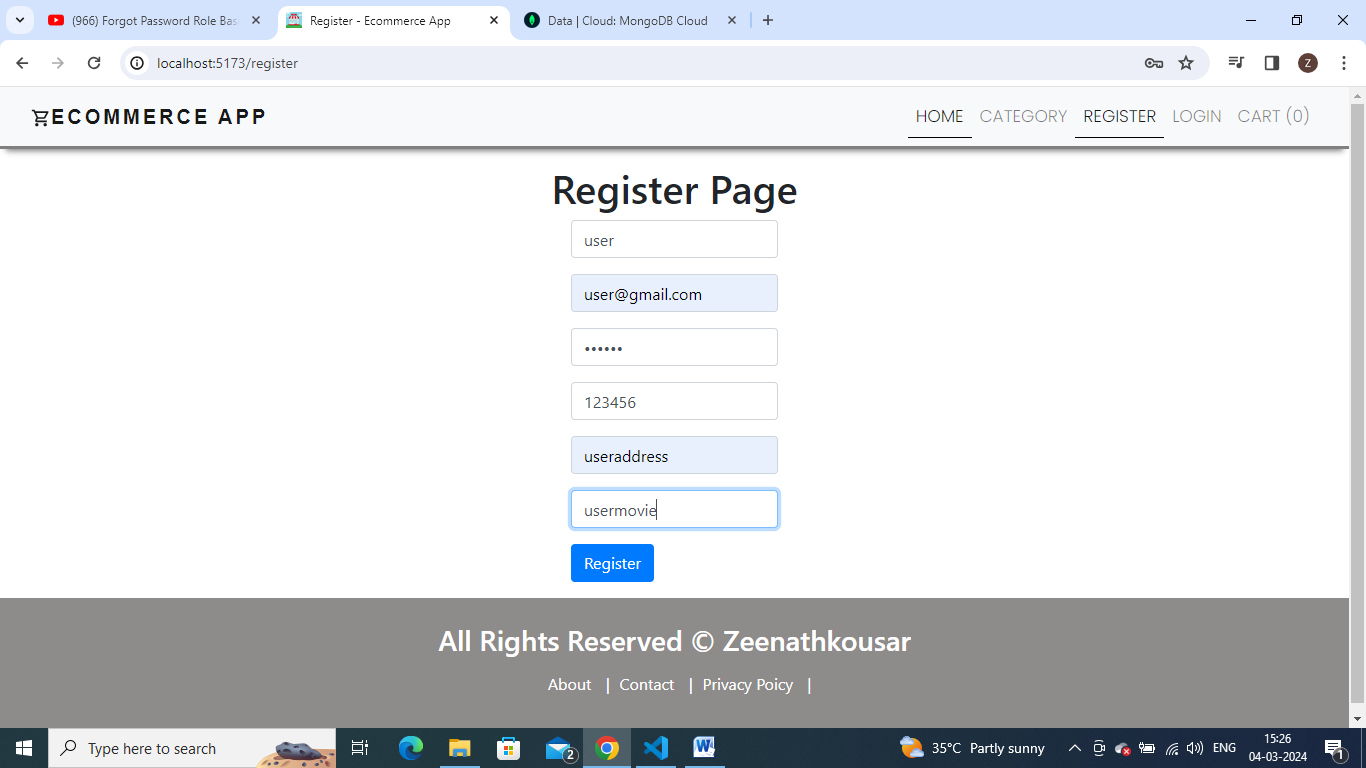 (966) Forgot Password Role Bas
Register - Ecommerce App
Data | Cloud: MongoDB Cloud
localhost:5173/register
Z
ECOMMERCE APP
HOME CATEGORY REGISTER LOGIN CART (0)
Register Page
user
user@gmail.com
••••••
123456
useraddress
usermovie
Register
All Rights Reserved © Zeenathkousar
About | Contact | Privacy Poicy |
Type here to search
2
35°C Partly sunny
ENG
15:26
04-03-2024
1